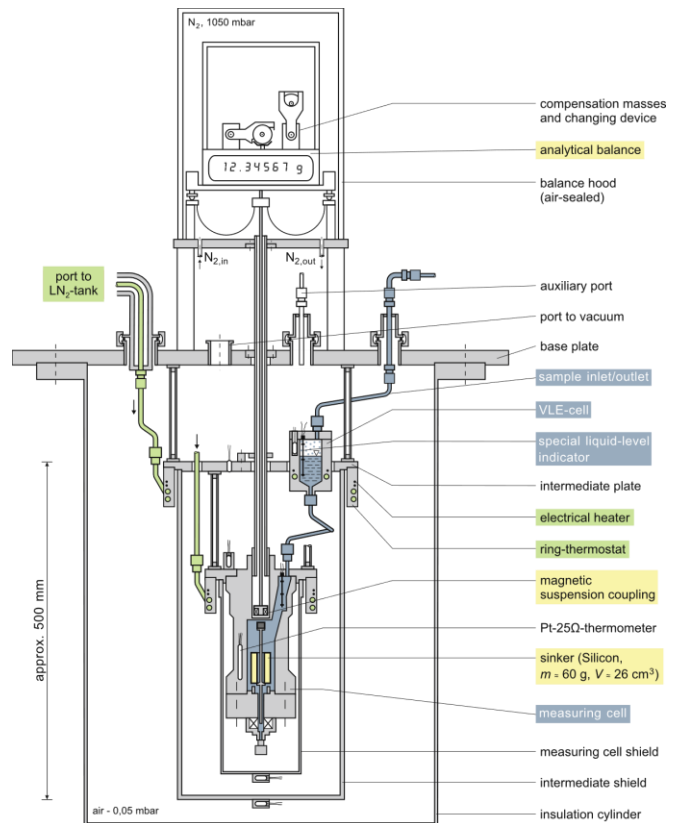 N₂, 1050 mbar
12.34567 g
N₂,in
N₂,out
port to
LN₂-tank
compensation masses
and changing device
analytical balance
balance hood
(air-sealed)
auxiliary port
port to vacuum
base plate
sample inlet/outlet
VLE-cell
special liquid-level
indicator
intermediate plate
electrical heater
ring-thermostat
magnetic
suspension coupling
Pt-25Ω-thermometer
sinker (Silicon,
m ≈ 60 g, V ≈ 26 cm³)
measuring cell
measuring cell shield
intermediate shield
insulation cylinder
approx. 500 mm
air - 0,05 mbar